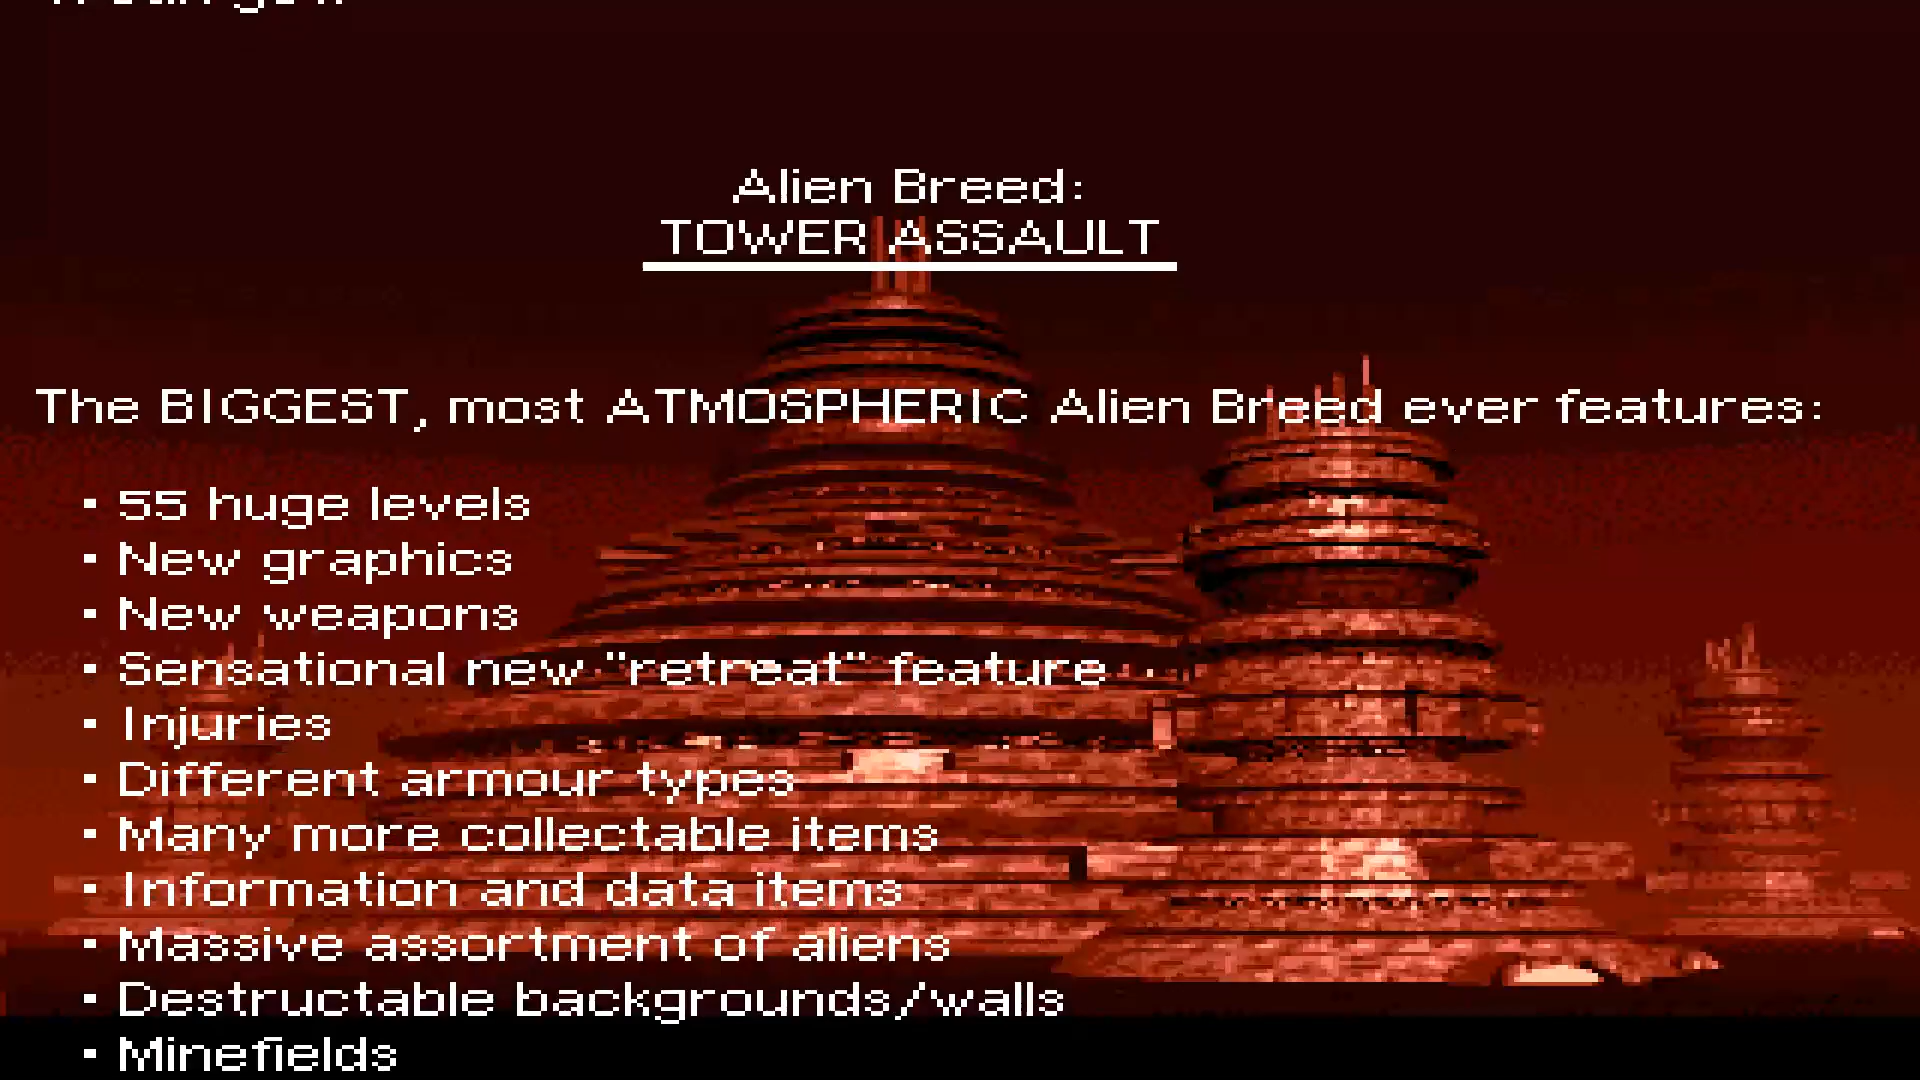 Alien Breed:
TOWER ASSAULT
The BIGGEST, most ATMOSPHERIC Alien Breed ever features:
▪ 55 huge levels
▪ New graphics
▪ New weapons
▪ Sensational new "retreat" feature
▪ Injuries
▪ Different armour types
▪ Many more collectable items
▪ Information and data items
▪ Massive assortment of aliens
▪ Destructable backgrounds/walls
▪ Minefields